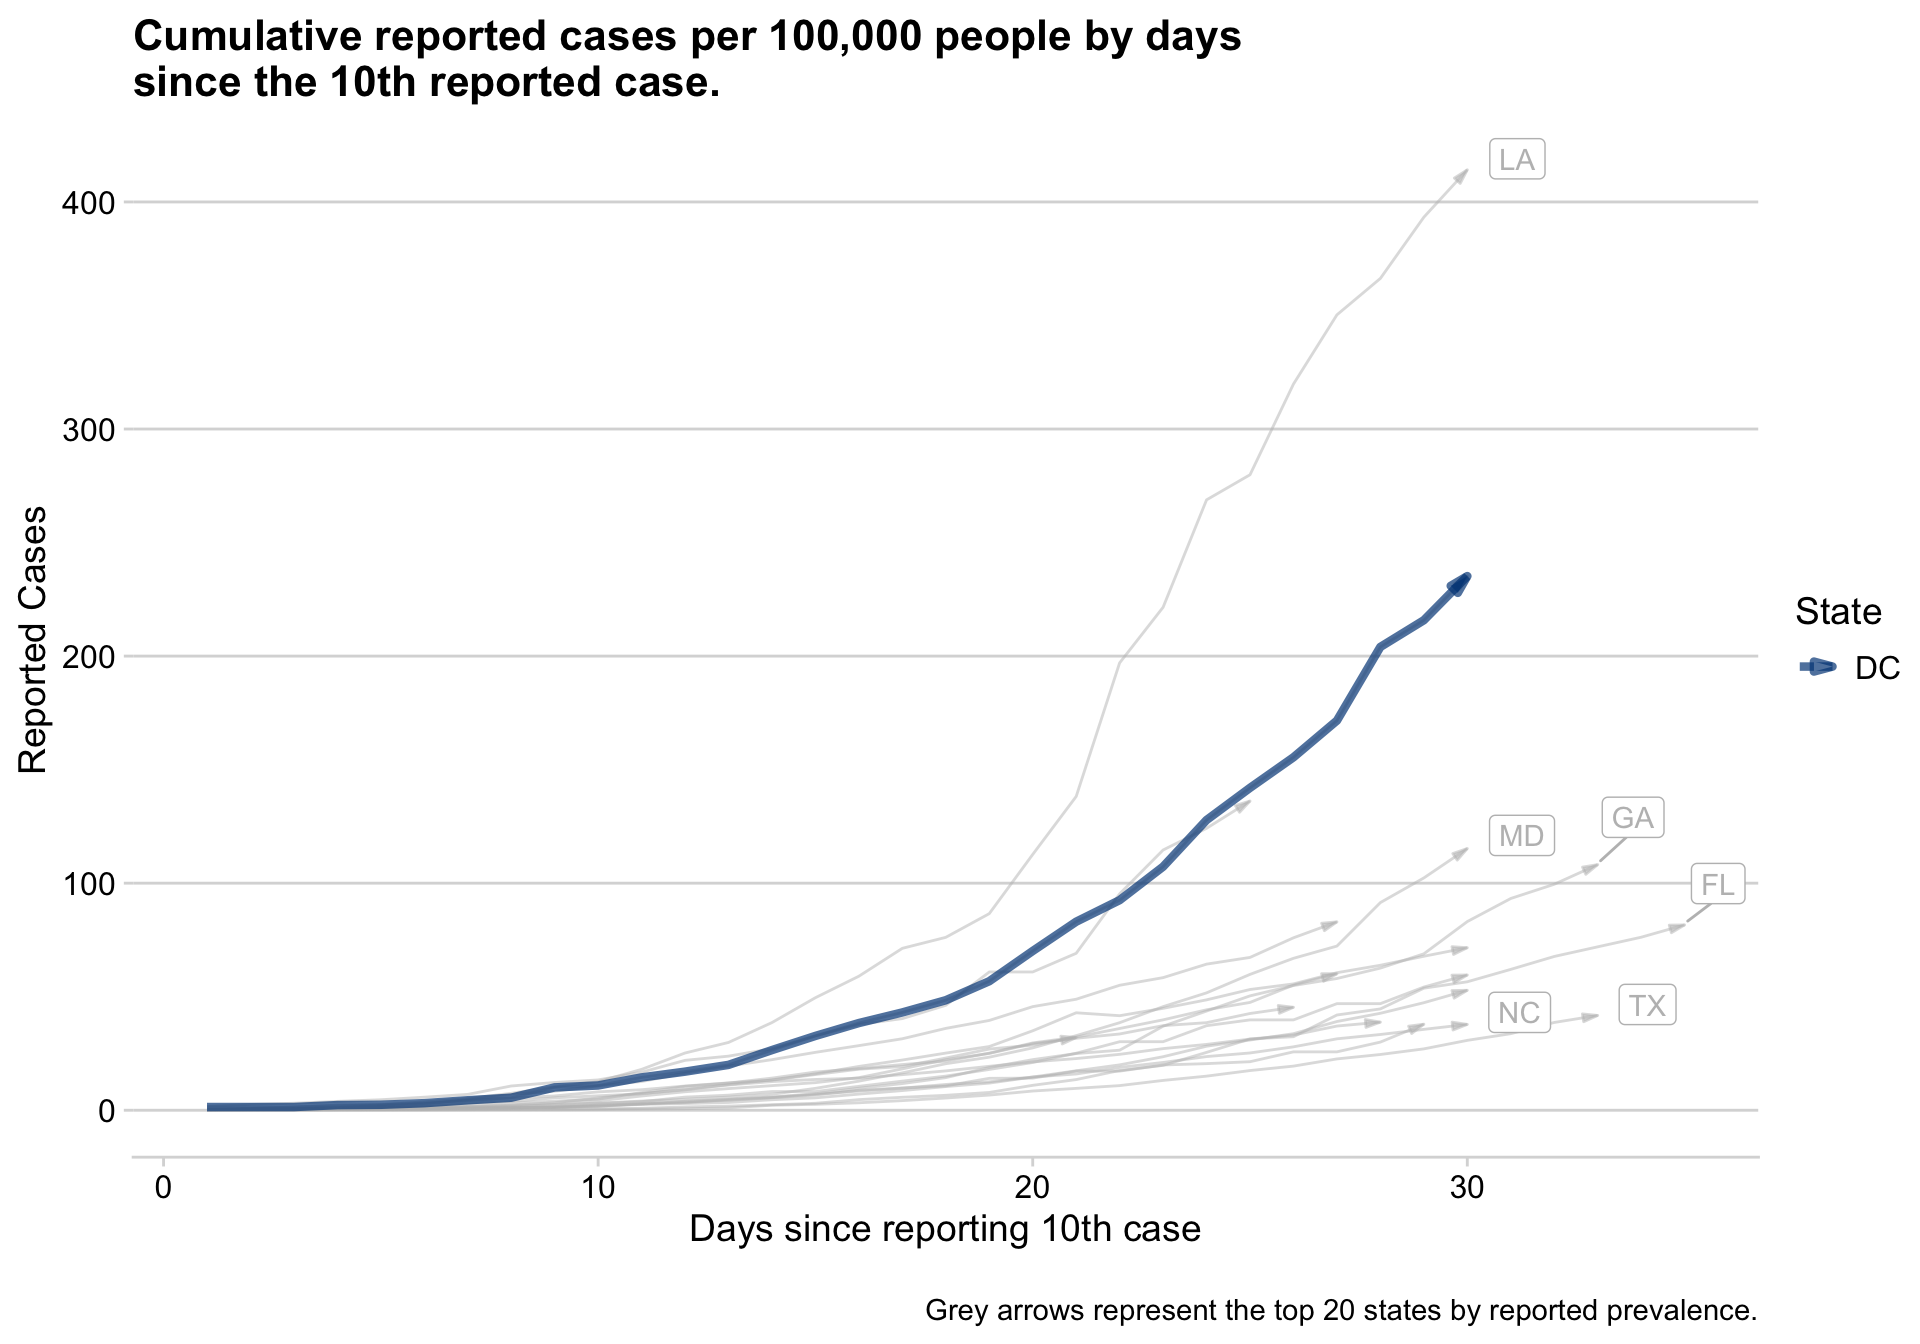 Cumulative reported cases per 100,000 people by days
since the 10th reported case.
LA
400
300
Reported Cases
200
State
DC
MD
GA
100
FL
NC
TX
0
0 10 20 30
Days since reporting 10th case
Grey arrows represent the top 20 states by reported prevalence.